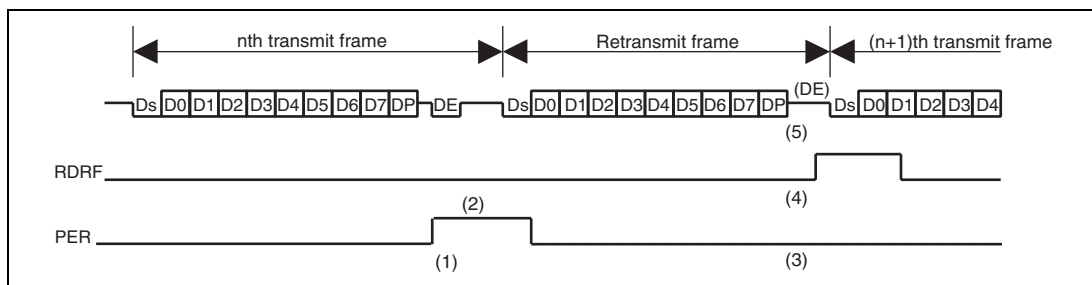 nth transmit frame Retransmit frame (n+1)th transmit frame
Ds D0 D1 D2 D3 D4 D5 D6 D7 DP DE Ds D0 D1 D2 D3 D4 D5 D6 D7 DP (DE) Ds D0 D1 D2 D3 D4
(5)
RDRF
(4)
(2)
PER
(1) (3)